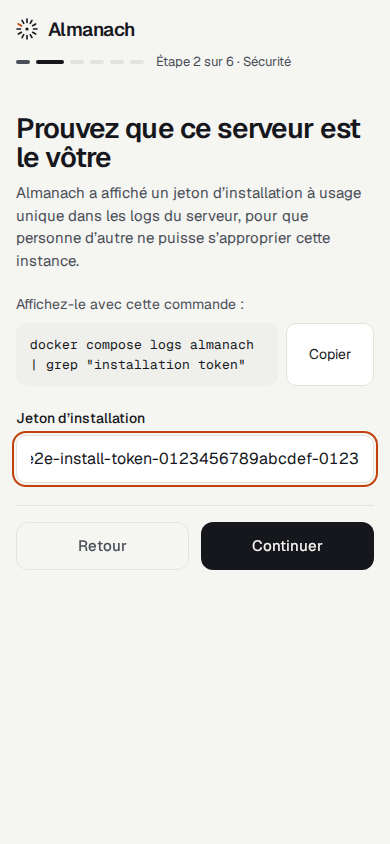 Almanach
Étape 2 sur 6 · Sécurité
Prouvez que ce serveur est
le vôtre
Almanach a affiché un jeton d’installation à usage
unique dans les logs du serveur, pour que
personne d’autre ne puisse s’approprier cette
instance.
Affichez-le avec cette commande :
docker compose logs almanach
| grep "installation token"
Copier
Jeton d’installation
e2e-install-token-0123456789abcdef-0123
Retour
Continuer